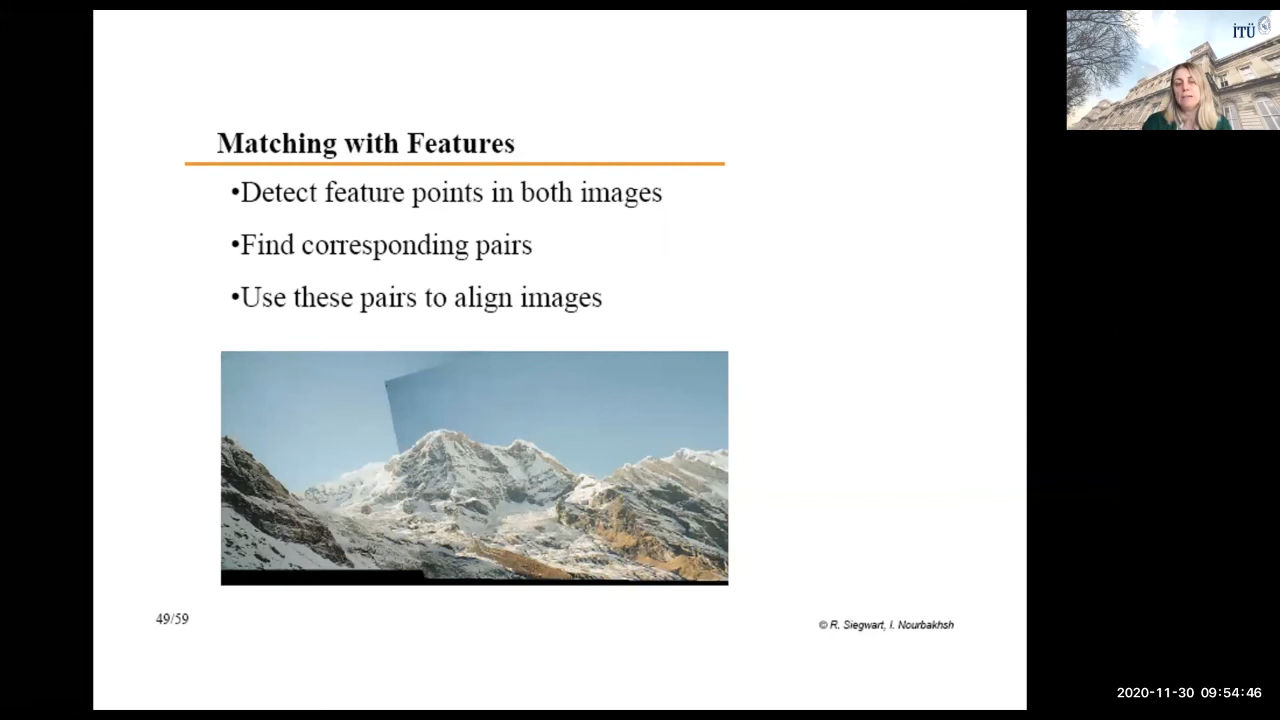 Matching with Features
•Detect feature points in both images
•Find corresponding pairs
•Use these pairs to align images
49/59
© R. Siegwart, I. Nourbakhsh
İTÜ
2020-11-30 09:54:46